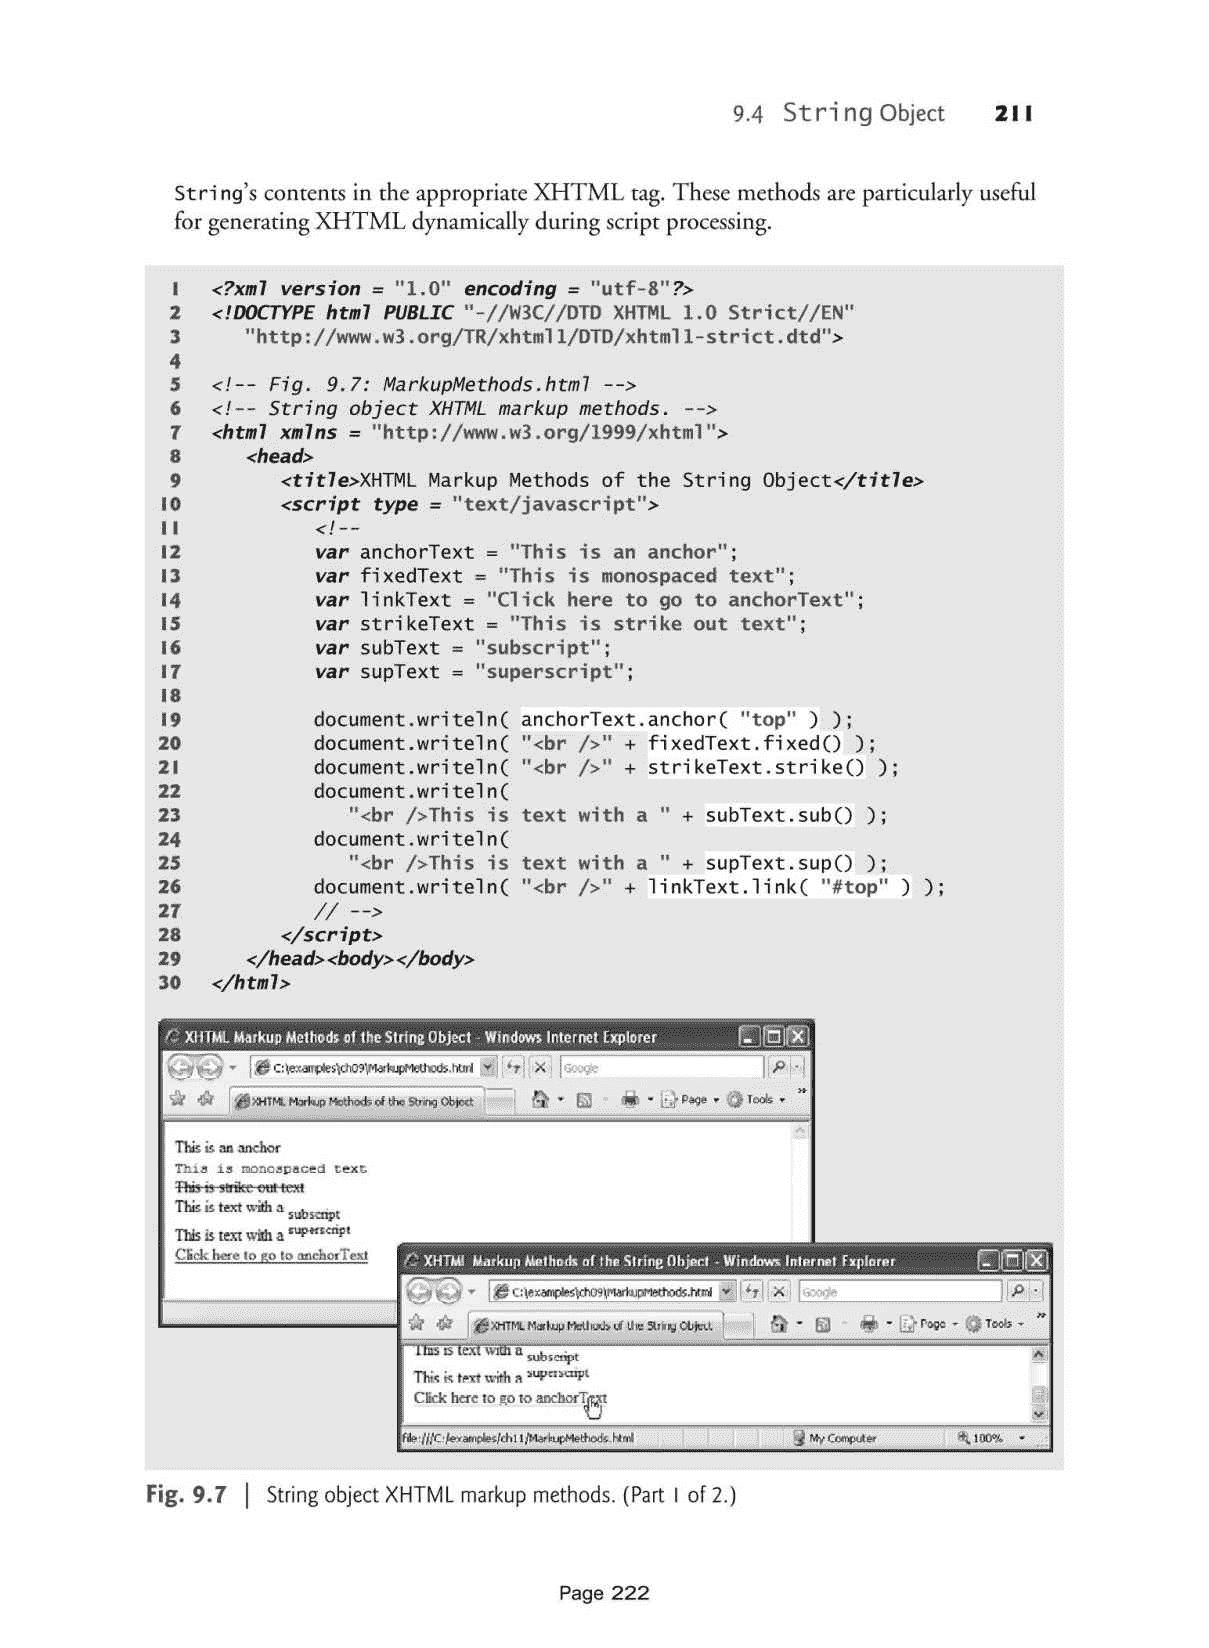 9.4 String Object 211
String's contents in the appropriate XHTML tag. These methods are particularly useful
for generating XHTML dynamically during script processing.
1 <?xml version = "1.0" encoding = "utf-8"?>
2 <!DOCTYPE html PUBLIC "-//W3C//DTD XHTML 1.0 Strict//EN"
3 "http://www.w3.org/TR/xhtml1/DTD/xhtml1-strict.dtd">
4
5 <!-- Fig. 9.7: MarkupMethods.html -->
6 <!-- String object XHTML markup methods. -->
7 <html xmlns = "http://www.w3.org/1999/xhtml">
8 <head>
9 <title>XHTML Markup Methods of the String Object</title>
10 <script type = "text/javascript">
11 <!--
12 var anchorText = "This is an anchor";
13 var fixedText = "This is monospaced text";
14 var linkText = "Click here to go to anchorText";
15 var strikeText = "This is strike out text";
16 var subText = "subscript";
17 var supText = "superscript";
18
19 document.writeln( anchorText.anchor( "top" ) );
20 document.writeln( "<br />" + fixedText.fixed() );
21 document.writeln( "<br />" + strikeText.strike() );
22 document.writeln(
23 "<br />This is text with a " + subText.sub() );
24 document.writeln(
25 "<br />This is text with a " + supText.sup() );
26 document.writeln( "<br />" + linkText.link( "#top" ) );
27 // -->
28 </script>
29 </head><body></body>
30 </html>
XHTML Markup Methods of the String Object - Windows Internet Explorer
C:\examples\ch09\MarkupMethods.html Google
XHTML Markup Methods of the String Object Page Tools »
This is an anchor
This is monospaced text
This is strike out text
This is text with a subscript
This is text with a superscript
Click here to go to anchorText
XHTML Markup Methods of the String Object - Windows Internet Explorer
C:\examples\ch09\MarkupMethods.html Google
XHTML Markup Methods of the String Object Page Tools »
This is text with a subscript
This is text with a superscript
Click here to go to anchorText
file:///C:/examples/ch11/MarkupMethods.html My Computer 100%
Fig. 9.7 | String object XHTML markup methods. (Part 1 of 2.)
Page 222